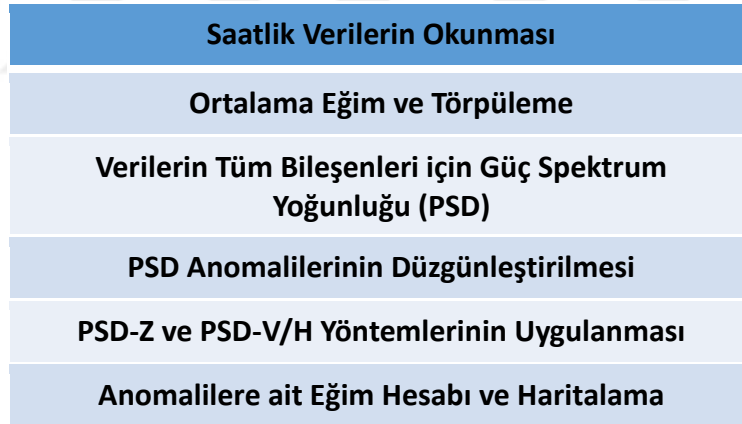 Saatlik Verilerin Okunması
Ortalama Eğim ve Törpüleme
Verilerin Tüm Bileşenleri için Güç Spektrum
Yoğunluğu (PSD)
PSD Anomalilerinin Düzgünleştirilmesi
PSD-Z ve PSD-V/H Yöntemlerinin Uygulanması
Anomalilere ait Eğim Hesabı ve Haritalama